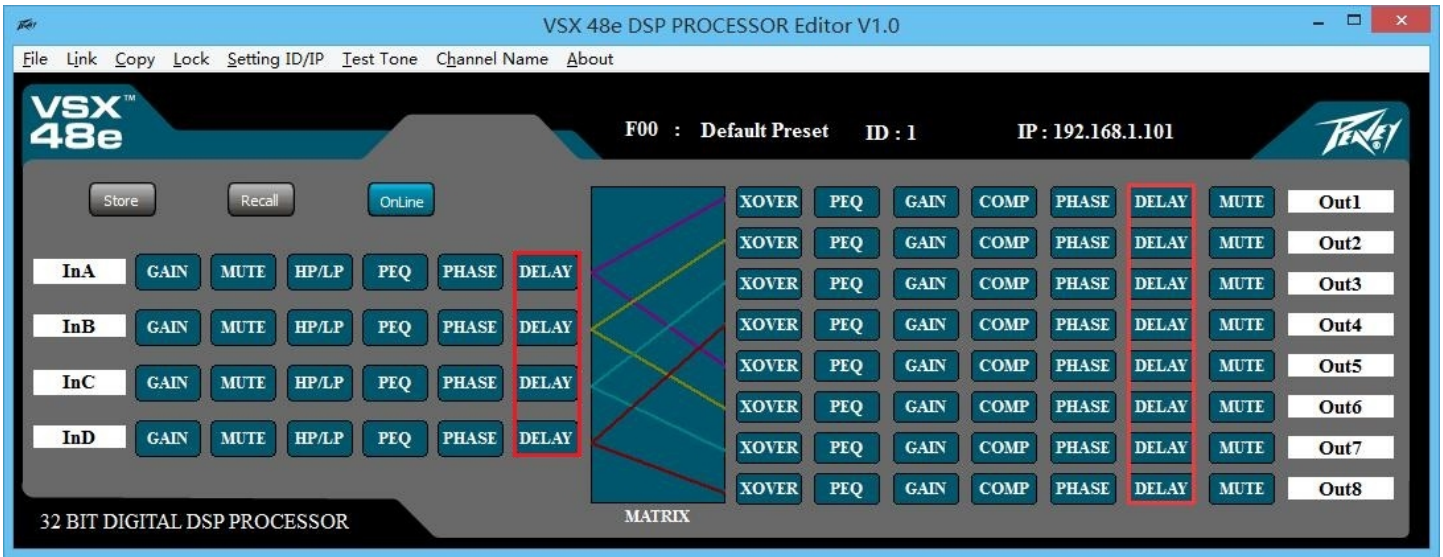 VSX 48e DSP PROCESSOR Editor V1.0
File Link Copy Lock Setting ID/IP Test Tone Channel Name About
VSX™
48e
F00 : Default Preset ID : 1 IP : 192.168.1.101
PEAVEY®
Store Recall OnLine
XOVER PEQ GAIN COMP PHASE DELAY MUTE Out1
XOVER PEQ GAIN COMP PHASE DELAY MUTE Out2
InA GAIN MUTE HP/LP PEQ PHASE DELAY
XOVER PEQ GAIN COMP PHASE DELAY MUTE Out3
InB GAIN MUTE HP/LP PEQ PHASE DELAY
XOVER PEQ GAIN COMP PHASE DELAY MUTE Out4
XOVER PEQ GAIN COMP PHASE DELAY MUTE Out5
InC GAIN MUTE HP/LP PEQ PHASE DELAY
XOVER PEQ GAIN COMP PHASE DELAY MUTE Out6
InD GAIN MUTE HP/LP PEQ PHASE DELAY
XOVER PEQ GAIN COMP PHASE DELAY MUTE Out7
XOVER PEQ GAIN COMP PHASE DELAY MUTE Out8
32 BIT DIGITAL DSP PROCESSOR
MATRIX